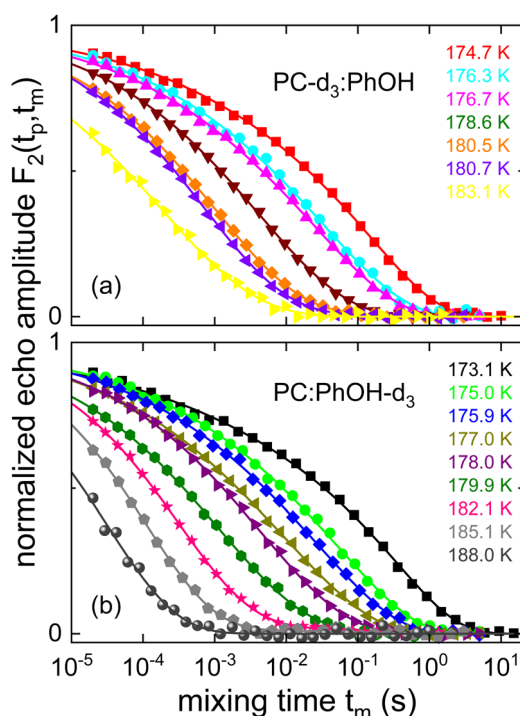 normalized echo amplitude F₂(tₚ,tₘ)
1
0
PC-d₃:PhOH
174.7 K
176.3 K
176.7 K
178.6 K
180.5 K
180.7 K
183.1 K
(a)
1
0
PC:PhOH-d₃
173.1 K
175.0 K
175.9 K
177.0 K
178.0 K
179.9 K
182.1 K
185.1 K
188.0 K
(b)
10⁻⁵ 10⁻⁴ 10⁻³ 10⁻² 10⁻¹ 10⁰ 10¹
mixing time tₘ (s)